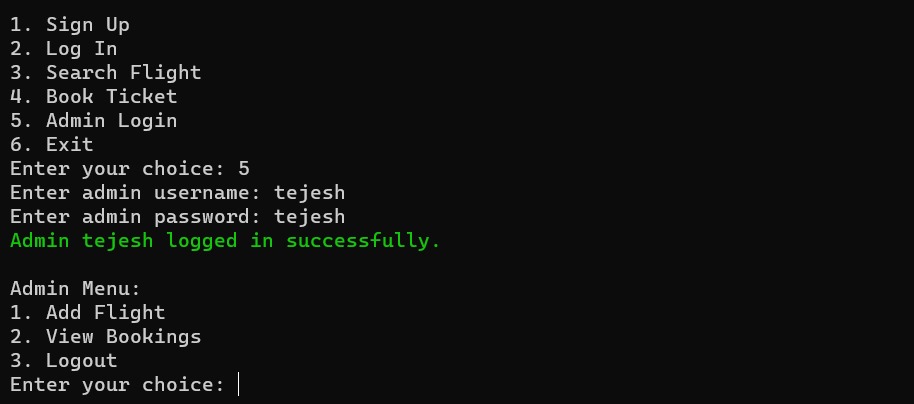 1. Sign Up
2. Log In
3. Search Flight
4. Book Ticket
5. Admin Login
6. Exit
Enter your choice: 5
Enter admin username: tejesh
Enter admin password: tejesh
Admin tejesh logged in successfully.
Admin Menu:
1. Add Flight
2. View Bookings
3. Logout
Enter your choice: